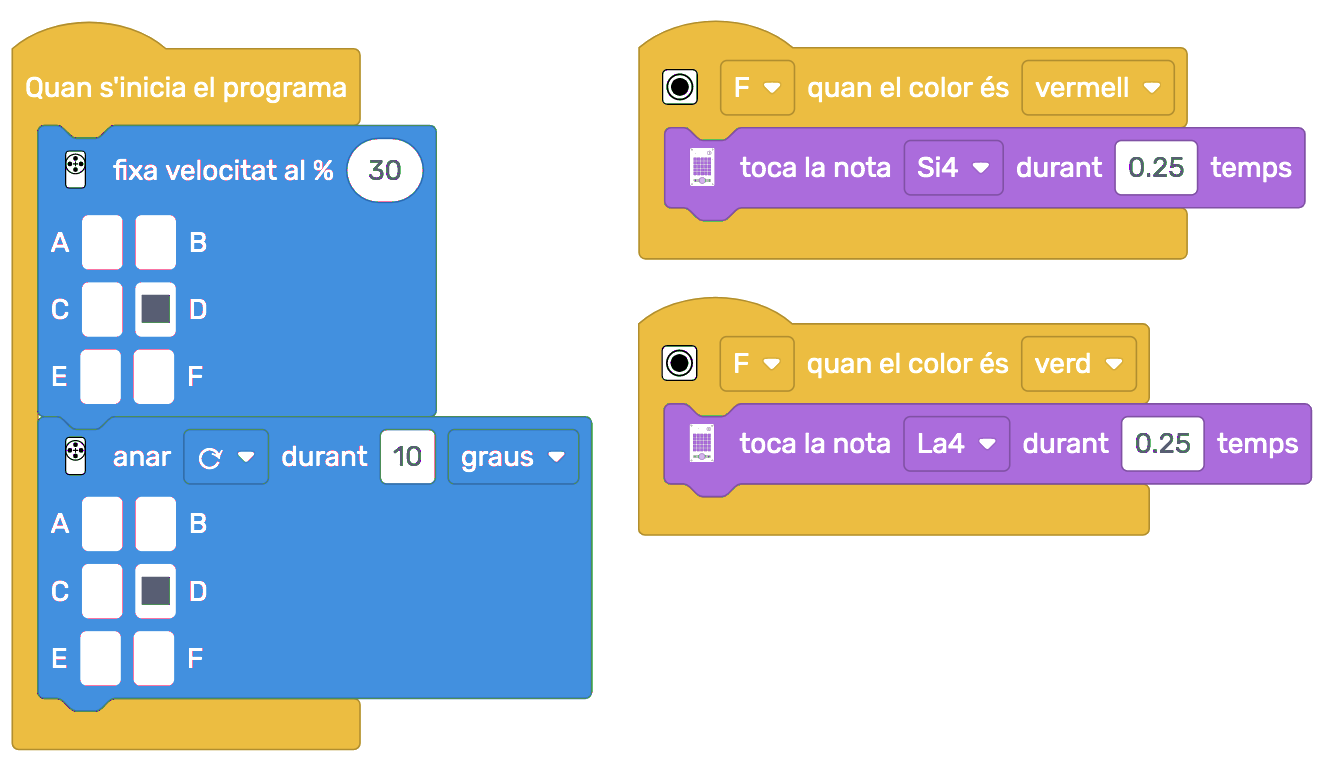 Quan s'inicia el programa
fixa velocitat al % 30
A B
C D
E F
anar durant 10 graus
A B
C D
E F
F quan el color és vermell
toca la nota Si4 durant 0.25 temps
F quan el color és verd
toca la nota La4 durant 0.25 temps